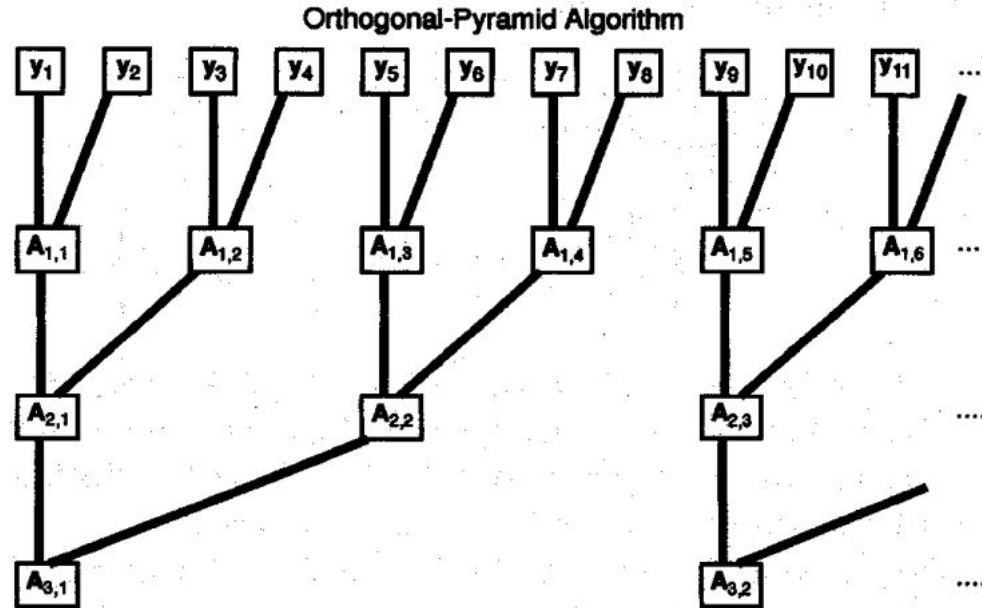 Orthogonal-Pyramid Algorithm
y1 y2 y3 y4 y5 y6 y7 y8 y9 y10 y11 ....
A1,1 A1,2 A1,3 A1,4 A1,5 A1,6 ....
A2,1 A2,2 A2,3 ....
A3,1 A3,2 ....